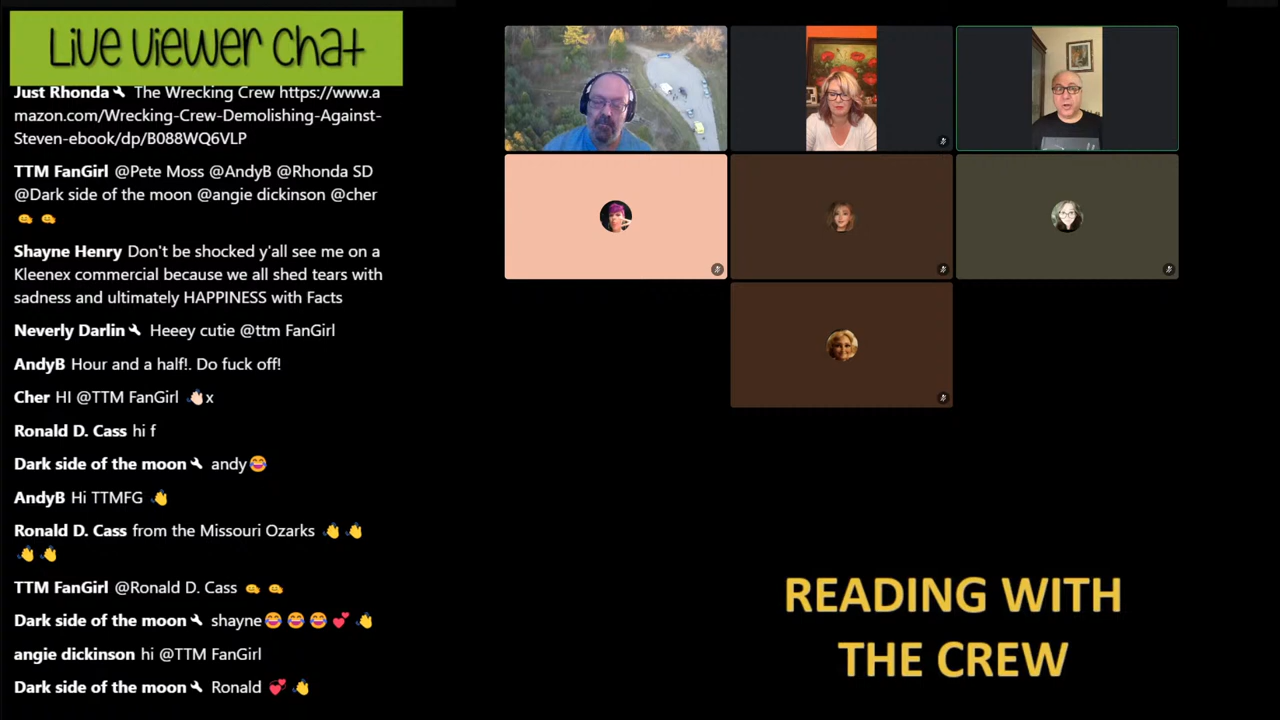 Live Viewer Chat
Just Rhonda The Wrecking Crew https://www.a
mazon.com/Wrecking-Crew-Demolishing-Against-
Steven-ebook/dp/B088WQ6VLP
TTM FanGirl @Pete Moss @AndyB @Rhonda SD
@Dark side of the moon @angie dickinson @cher
Shayne Henry Don't be shocked y'all see me on a
Kleenex commercial because we all shed tears with
sadness and ultimately HAPPINESS with Facts
Neverly Darlin Heeey cutie @ttm FanGirl
AndyB Hour and a half!. Do fuck off!
Cher HI @TTM FanGirl 👋🏻x
Ronald D. Cass hi f
Dark side of the moon andy😂
AndyB Hi TTMFG 👋
Ronald D. Cass from the Missouri Ozarks 👋 👋
👋 👋
TTM FanGirl @Ronald D. Cass
Dark side of the moon shayne😂 😂 😂 💕 👋
angie dickinson hi @TTM FanGirl
Dark side of the moon Ronald 💞 👋
READING WITH
THE CREW